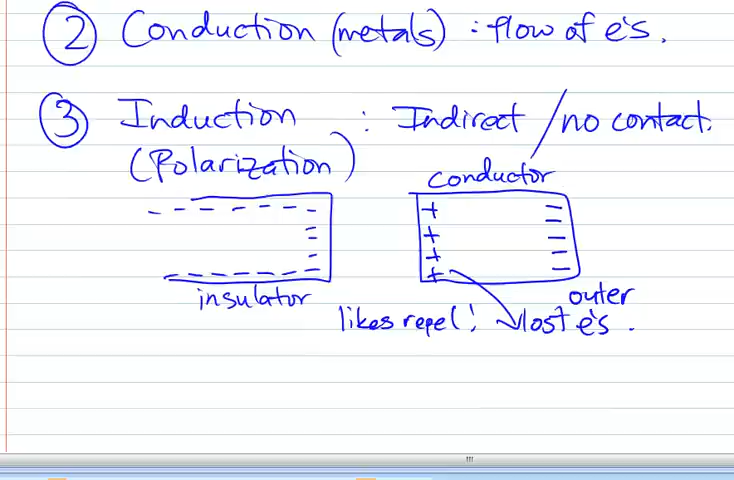 ② Conduction (metals) : flow of e's.
③ Induction : Indirect / no contact.
(Polarization)
conductor
- - - - - - -
+ -
+ -
+ -
+ -
- - - - - - -
insulator
outer
likes repel! lost e's.